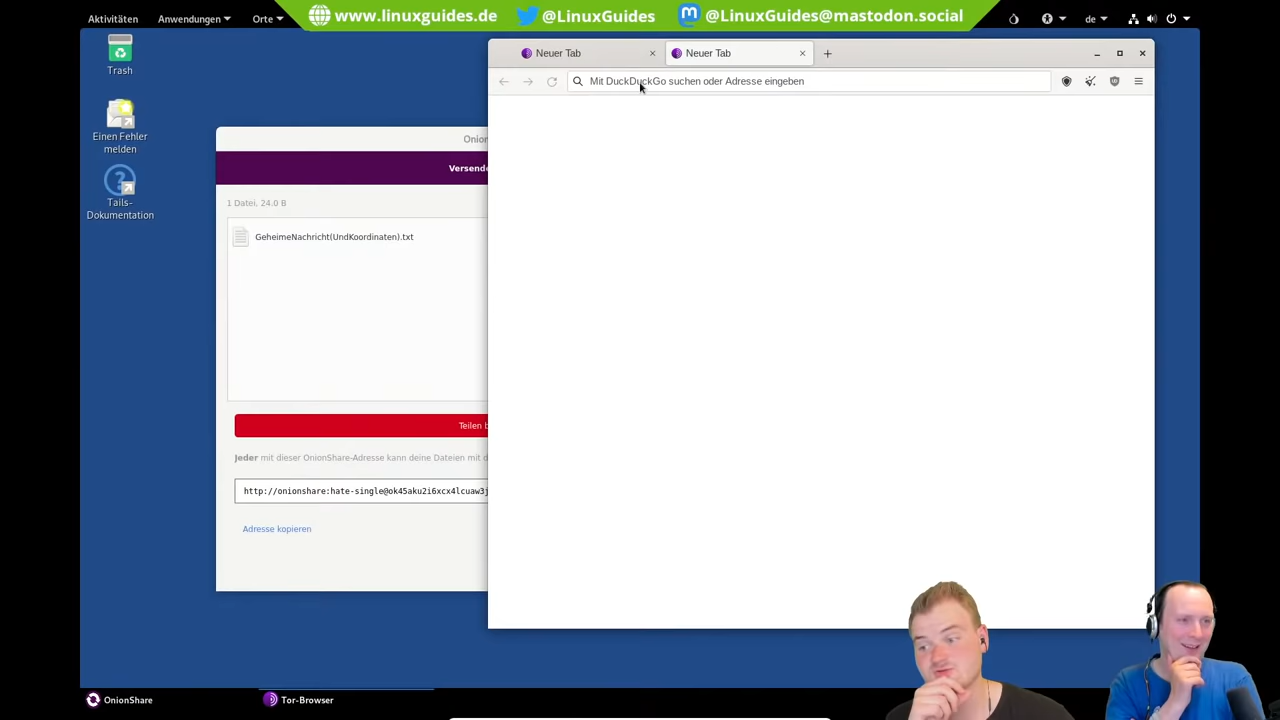 Aktivitäten
Anwendungen
Orte
www.linuxguides.de
@LinuxGuides
@LinuxGuides@mastodon.social
de
Trash
Einen Fehler
melden
Tails-
Dokumentation
Neuer Tab
Neuer Tab
Mit DuckDuckGo suchen oder Adresse eingeben
Onion
Versende
1 Datei, 24.0 B
GeheimeNachricht(UndKoordinaten).txt
Teilen b
Jeder mit dieser OnionShare-Adresse kann deine Dateien mit d
http://onionshare:hate-single@ok45aku2i6xcx4lcuaw3j
Adresse kopieren
OnionShare
Tor-Browser